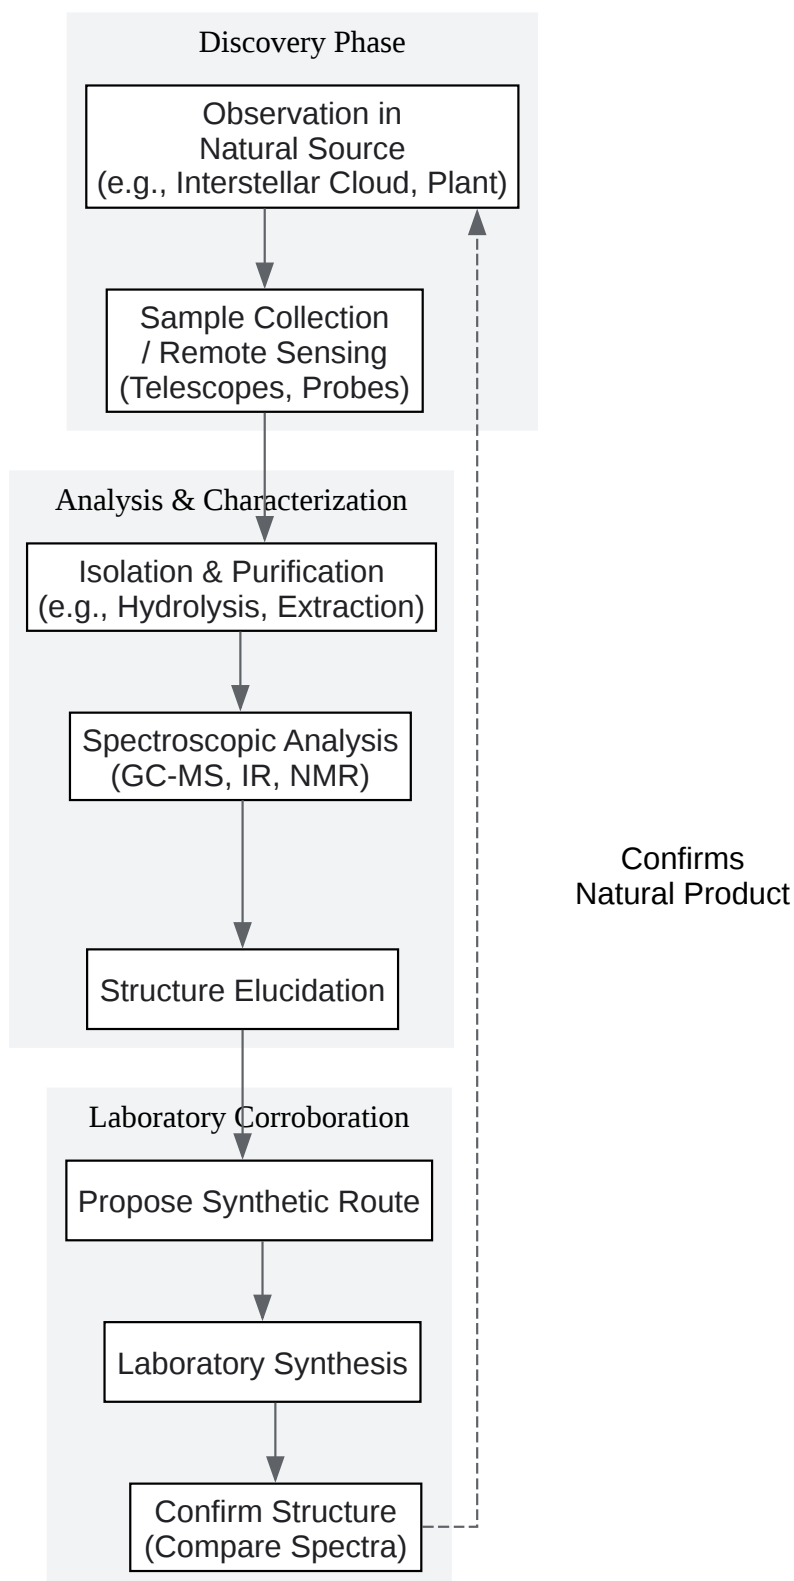 Discovery Phase
Observation in
Natural Source
(e.g., Interstellar Cloud, Plant)
Sample Collection
/ Remote Sensing
(Telescopes, Probes)
Analysis & Characterization
Isolation & Purification
(e.g., Hydrolysis, Extraction)
Spectroscopic Analysis
(GC-MS, IR, NMR)
Confirms
Natural Product
Structure Elucidation
Laboratory Corroboration
Propose Synthetic Route
Laboratory Synthesis
Confirm Structure
(Compare Spectra)